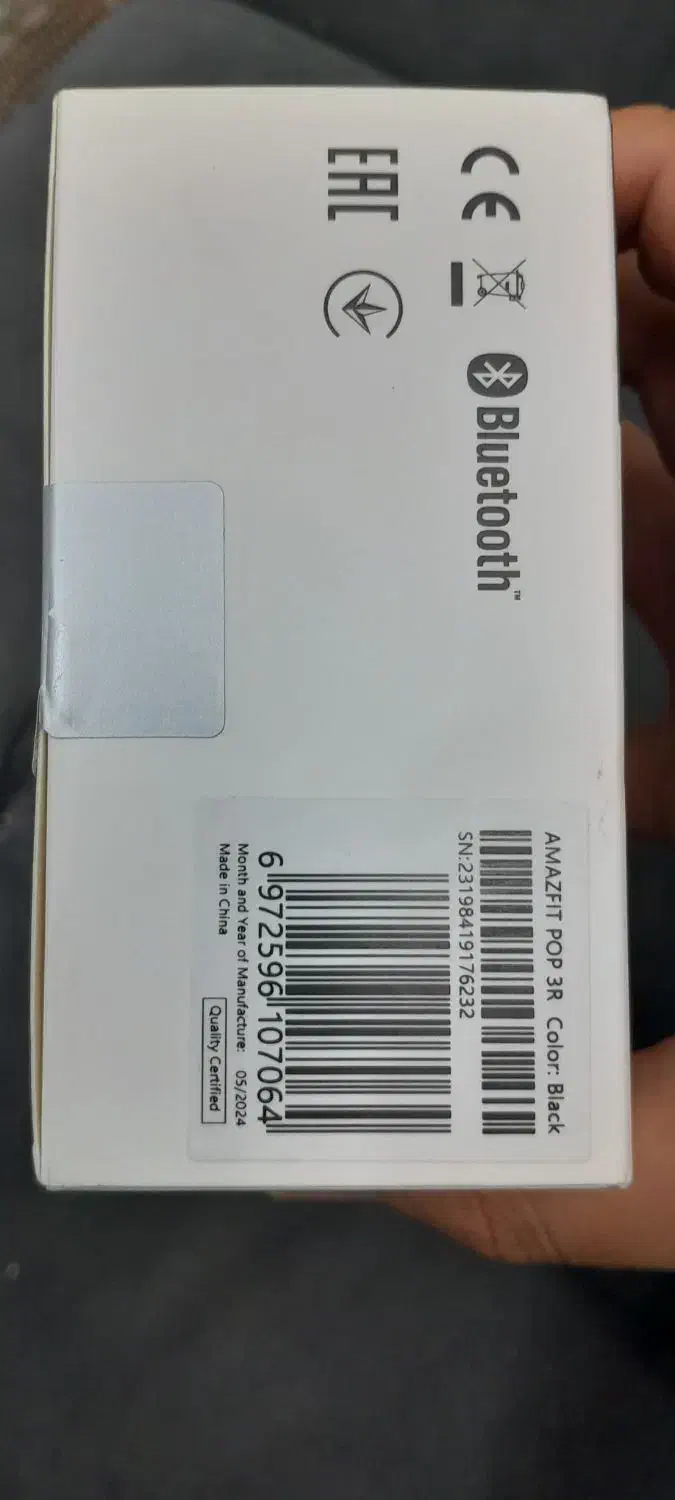 CE
Bluetooth™
EAC
AMAZFIT POP 3R Color: Black
SN:23198419176232
6 972596 107064
Month and Year of Manufacture: 05/2024
Made in China
Quality Certified